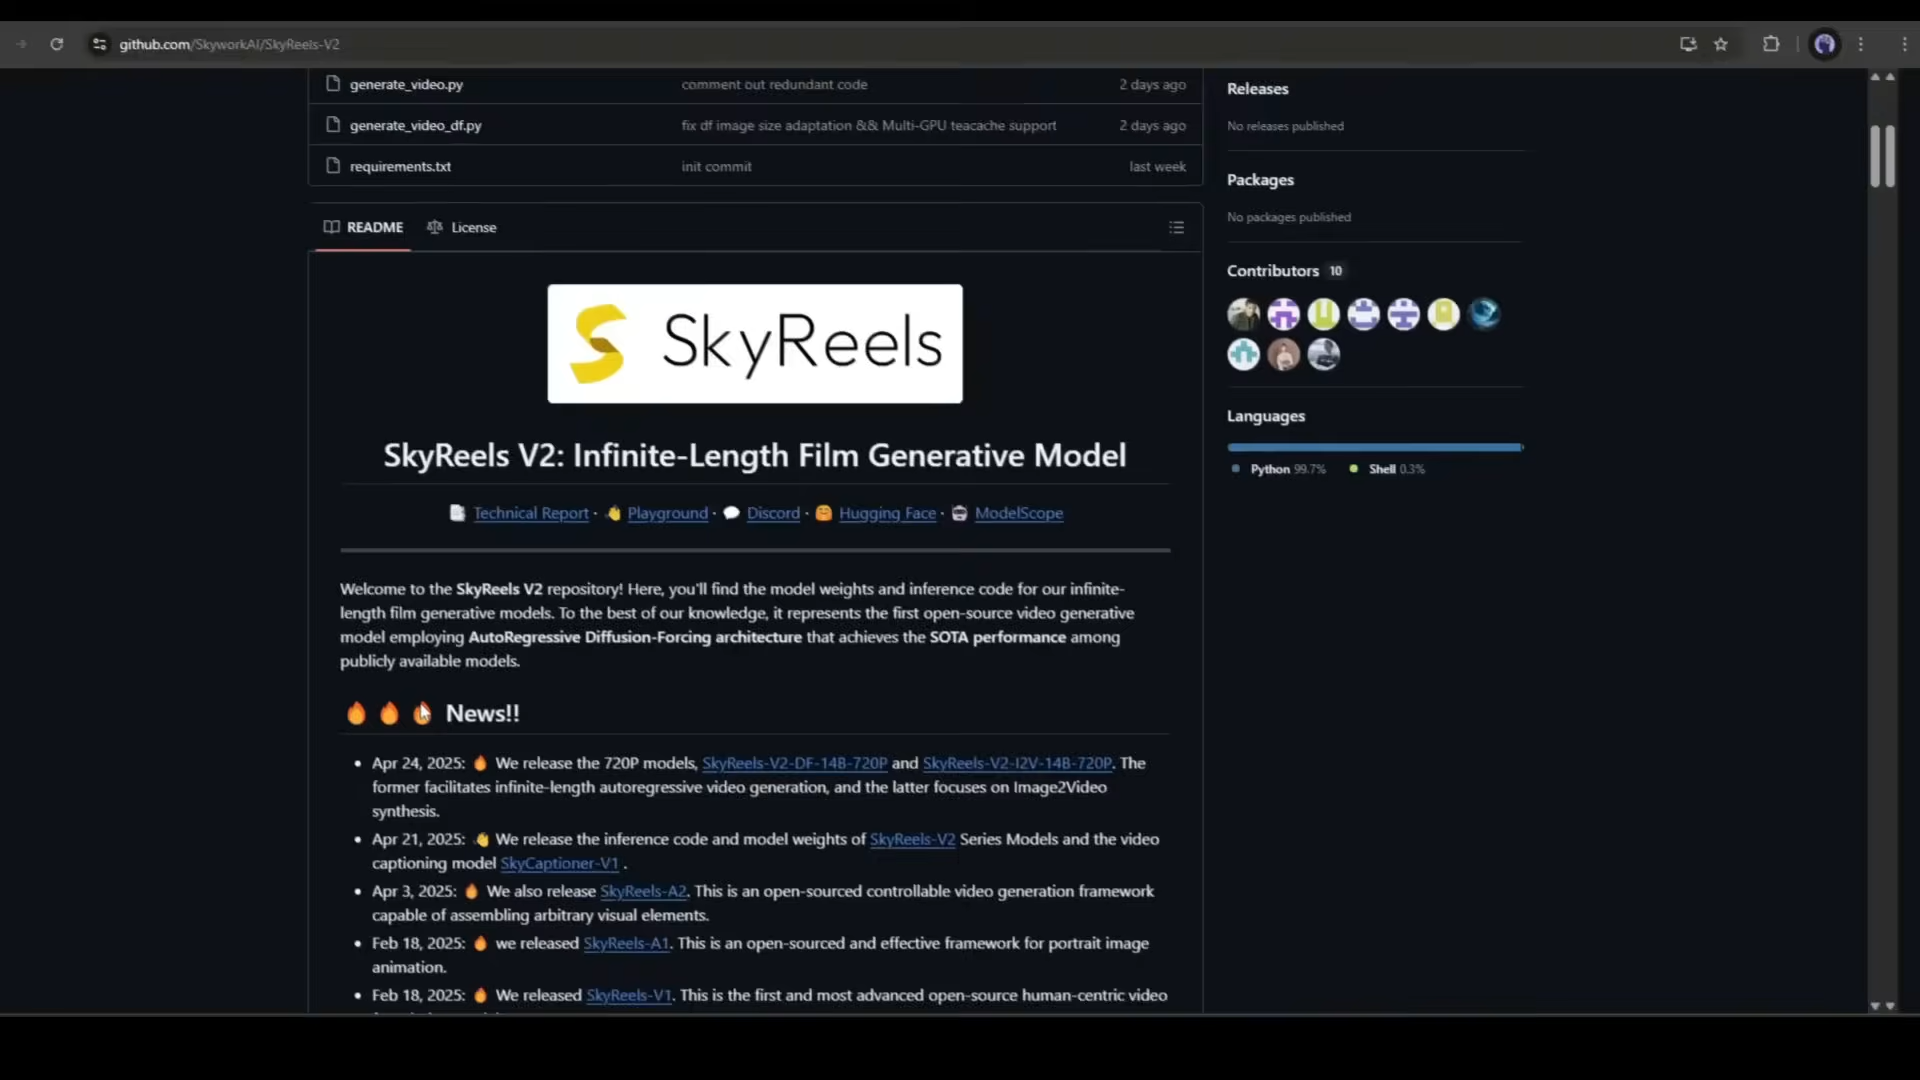 github.com/SkyworkAI/SkyReels-V2
generate_video.py comment out redundant code 2 days ago
generate_video_df.py fix df image size adaptation && Multi-GPU teacache support 2 days ago
requirements.txt init commit last week
README License
SkyReels
SkyReels V2: Infinite-Length Film Generative Model
Technical Report · Playground · Discord · Hugging Face · ModelScope
Welcome to the SkyReels V2 repository! Here, you'll find the model weights and inference code for our infinite-
length film generative models. To the best of our knowledge, it represents the first open-source video generative
model employing AutoRegressive Diffusion-Forcing architecture that achieves the SOTA performance among
publicly available models.
🔥 🔥 🔥 News!!
• Apr 24, 2025: 🔥 We release the 720P models, SkyReels-V2-DF-14B-720P and SkyReels-V2-I2V-14B-720P. The
former facilitates infinite-length autoregressive video generation, and the latter focuses on Image2Video
synthesis.
• Apr 21, 2025: 👋 We release the inference code and model weights of SkyReels-V2 Series Models and the video
captioning model SkyCaptioner-V1 .
• Apr 3, 2025: 🔥 We also release SkyReels-A2. This is an open-sourced controllable video generation framework
capable of assembling arbitrary visual elements.
• Feb 18, 2025: 🔥 we released SkyReels-A1. This is an open-sourced and effective framework for portrait image
animation.
• Feb 18, 2025: 🔥 We released SkyReels-V1. This is the first and most advanced open-source human-centric video
Releases
No releases published
Packages
No packages published
Contributors 10
Languages
Python 99.7% Shell 0.3%